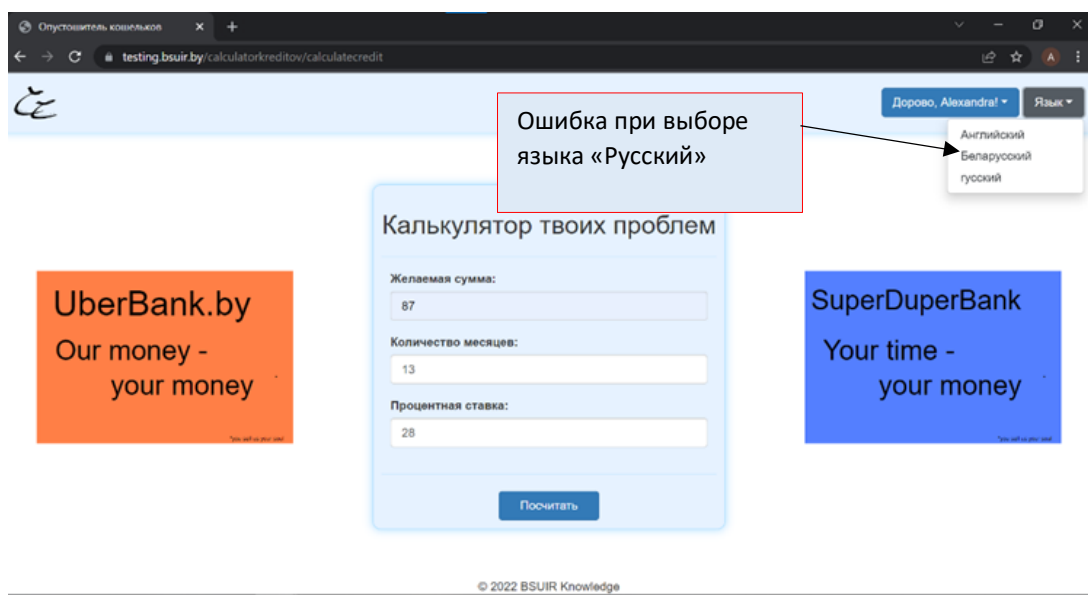 Опустошитель кошельков
testing.bsuir.by/calculatorkreditov/calculatecredit
A
Дорово, Alexandra!
Язык
Английский
Беларусский
гусский
Ошибка при выборе
языка «Русский»
Калькулятор твоих проблем
Желаемая сумма:
87
Количество месяцев:
13
Процентная ставка:
28
Посчитать
UberBank.by
Our money -
your money
SuperDuperBank
Your time -
your money
© 2022 BSUIR Knowledge